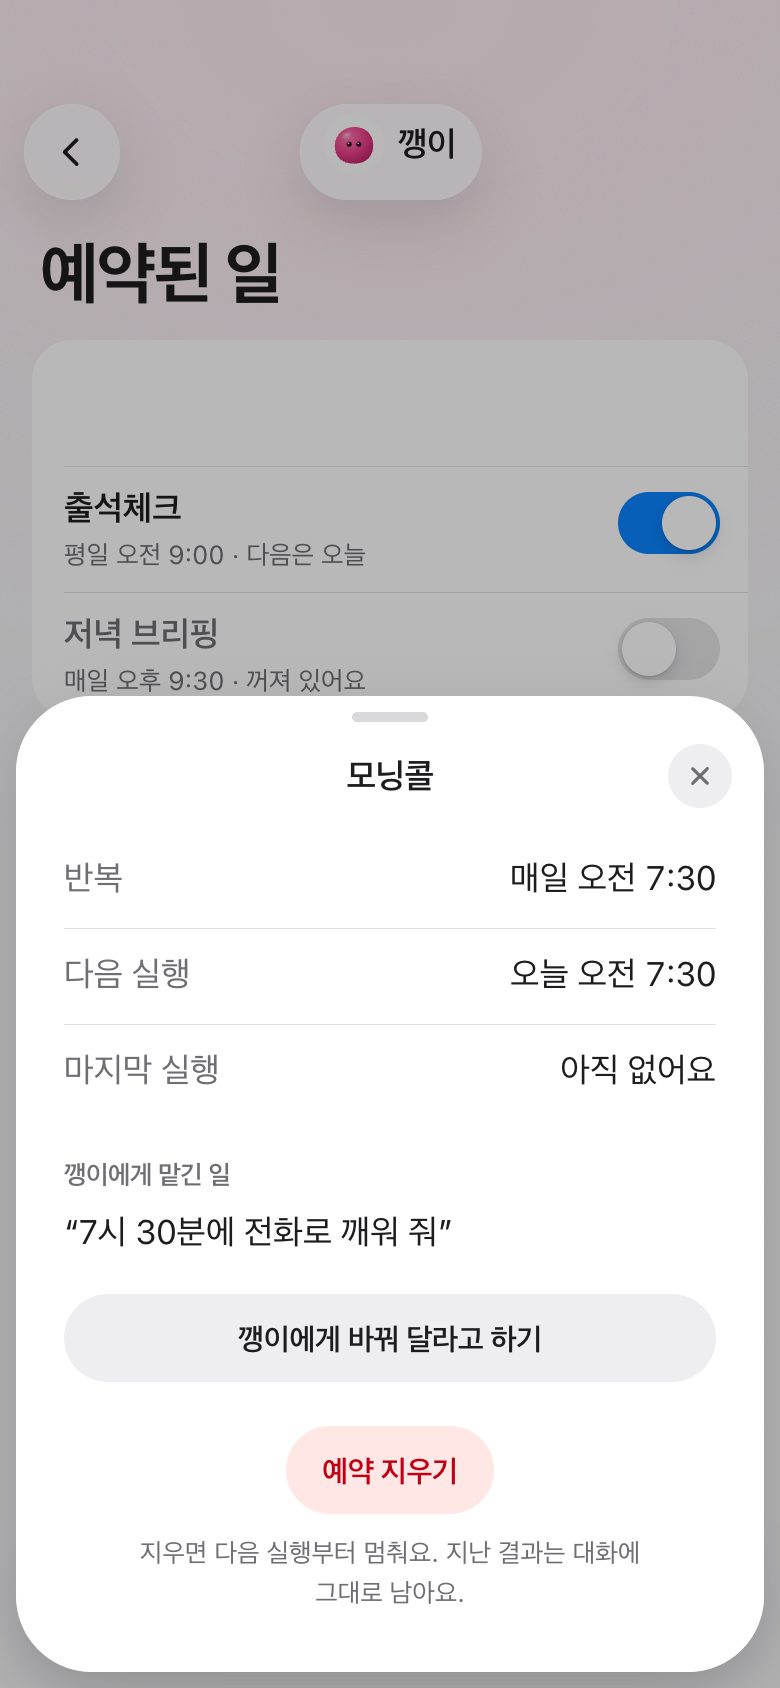 깽이
예약된 일
출석체크
평일 오전 9:00 · 다음은 오늘
저녁 브리핑
매일 오후 9:30 · 꺼져 있어요
모닝콜
반복
매일 오전 7:30
다음 실행
오늘 오전 7:30
마지막 실행
아직 없어요
깽이에게 맡긴 일
“7시 30분에 전화로 깨워 줘”
깽이에게 바꿔 달라고 하기
예약 지우기
지우면 다음 실행부터 멈춰요. 지난 결과는 대화에
그대로 남아요.